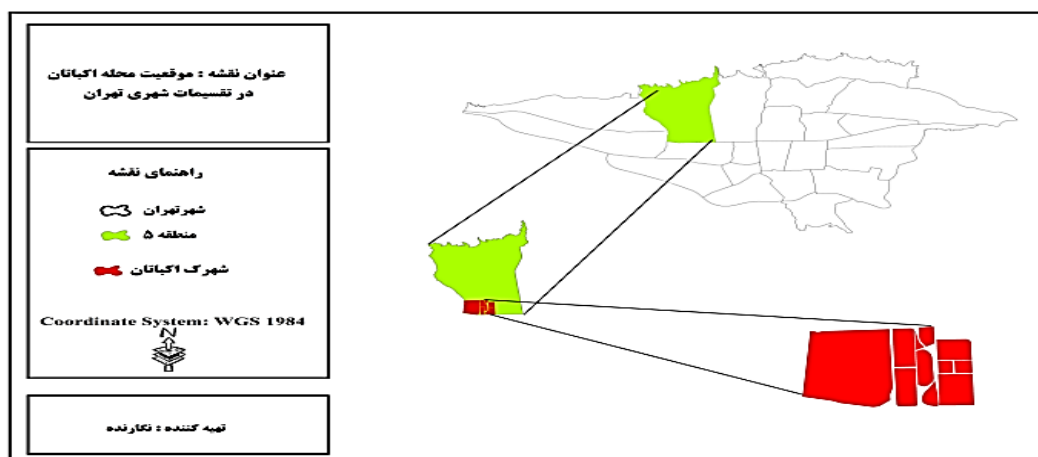 عنوان نقشه : موقعیت محله اکباتان
در تقسیمات شهری تهران
راهنمای نقشه
شهرتهران
منطقه ۵
شهرک اکباتان
Coordinate System: WGS 1984
N
تهیه کننده : نگارنده